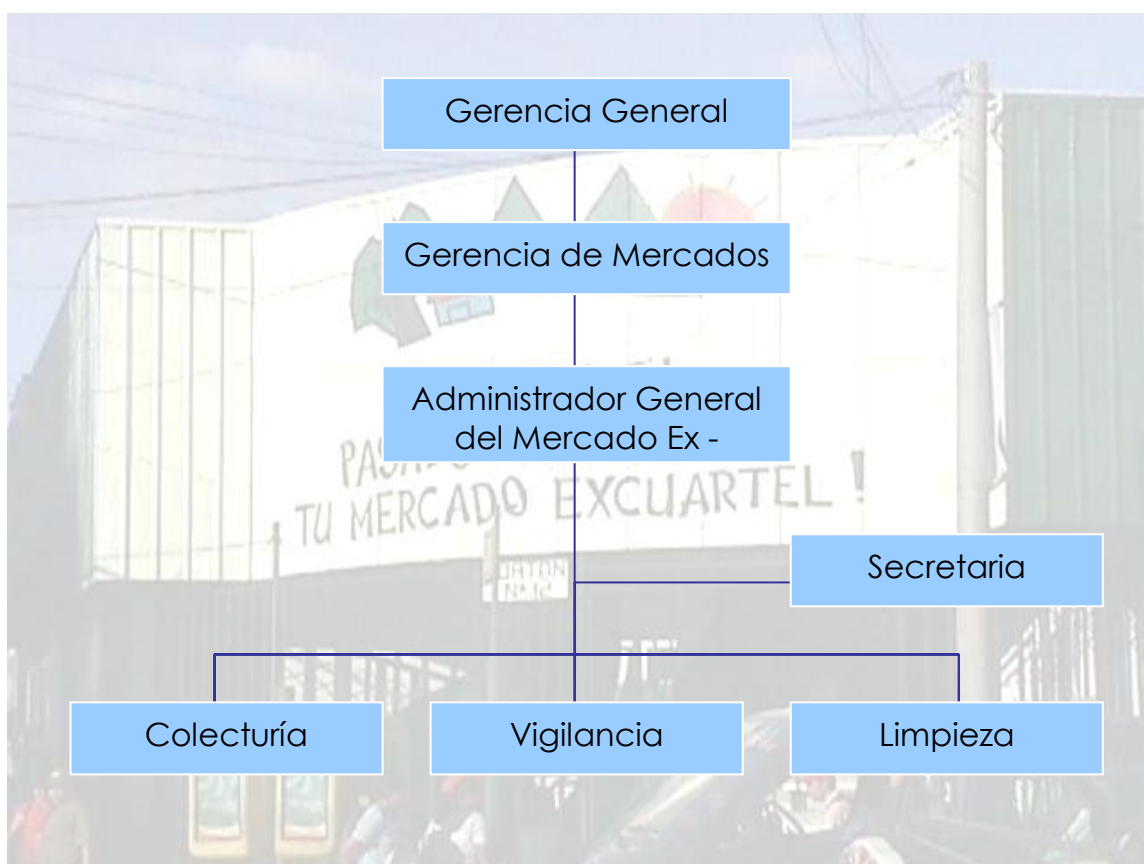 Gerencia General
Gerencia de Mercados
Administrador General
del Mercado Ex -
TU MERCADO EXCUARTEL !
Secretaria
Colecturía
Vigilancia
Limpieza